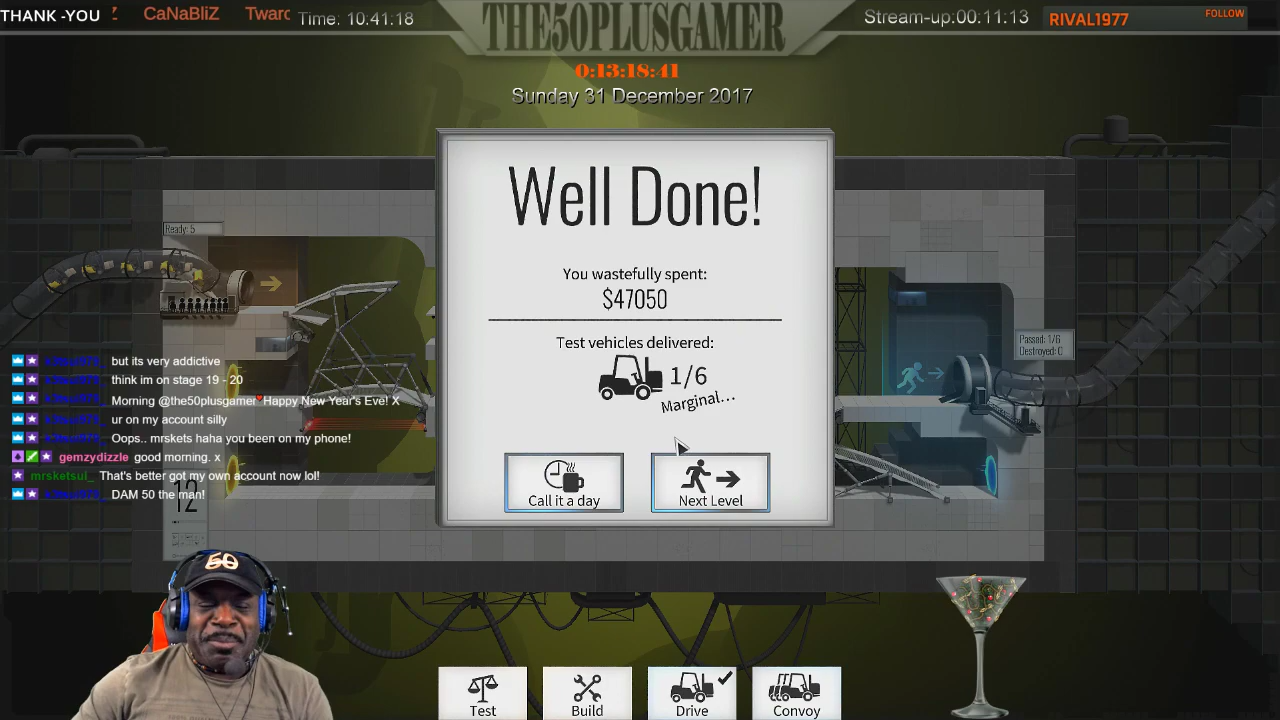 THANK -YOU
CaNaBliZ
Time: 10.41.18
THE50PLUSGAMER
Stream-up:00:11:13
RIVAL1977
FOLLOW
0:13:18:41
Sunday 31 December 2017
Well Done!
You wastefully spent:
$47050
Test vehicles delivered:
1/6
Marginal...
Call it a day
Next Level
Ready: 5
Passed: 1/6
Destroyed: 0
but its very addictive
think im on stage 19 - 20
Morning @the50plusgamer Happy New Year's Eve! X
ur on my account silly
Oops.. mrskets haha you been on my phone!
gemzydizzle good morning. x
mrsketsui_ That's better got my own account now lol!
DAM 50 the man!
12
50
Test
Build
Drive
Convoy